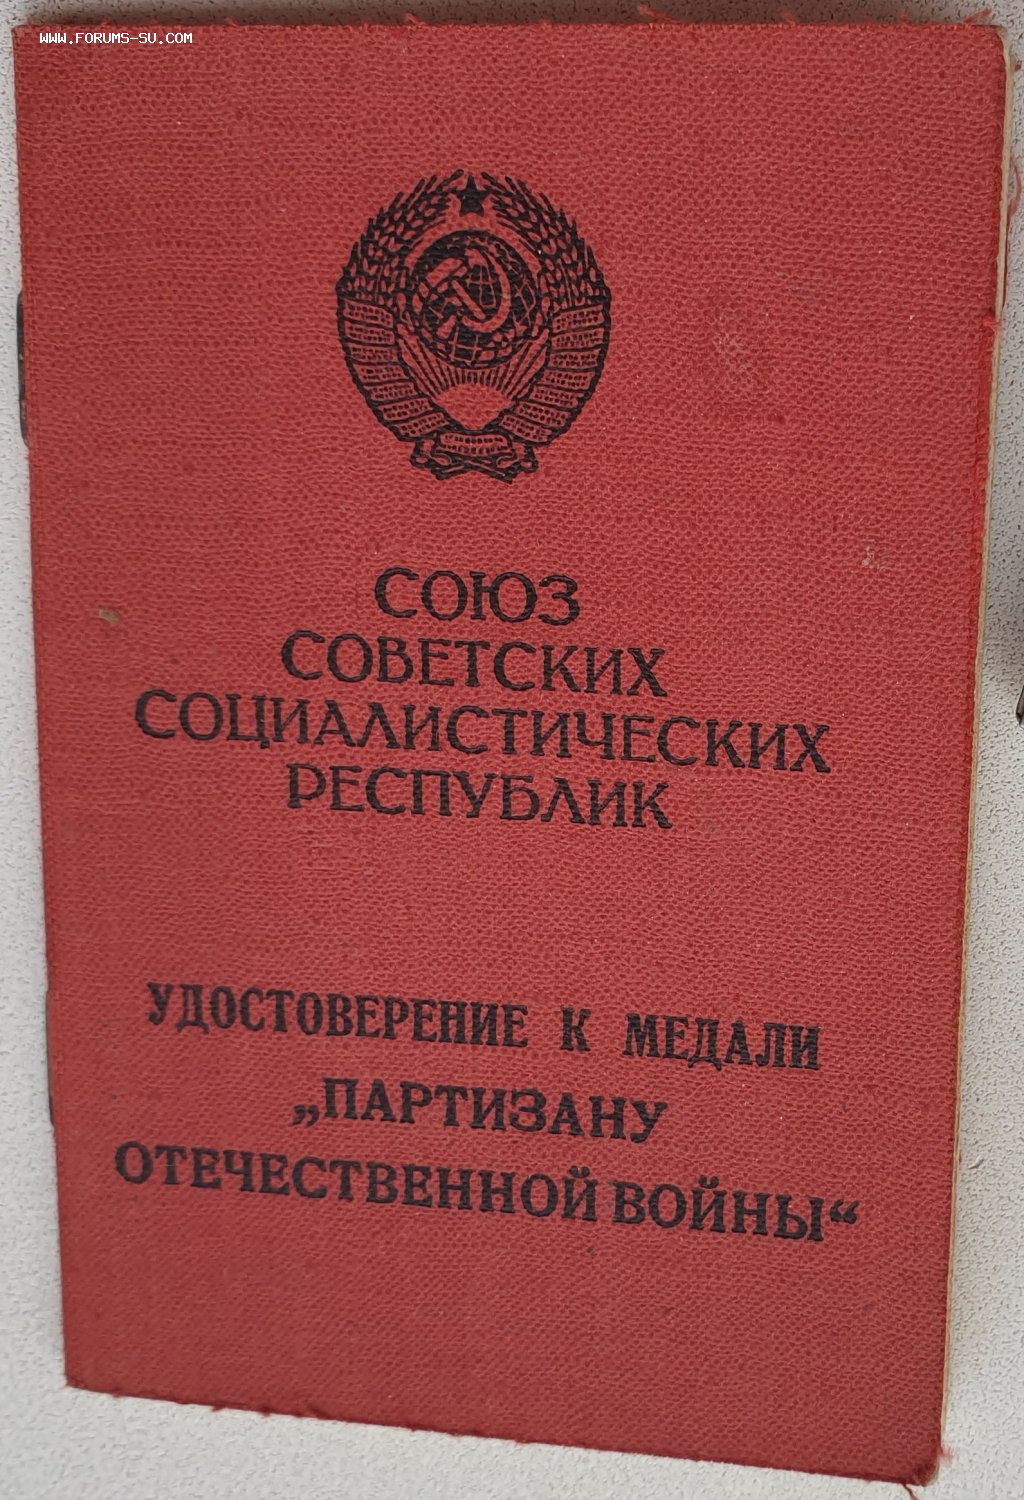 www.forums-su.com
СОЮЗ
СОВЕТСКИХ
СОЦИАЛИСТИЧЕСКИХ
РЕСПУБЛИК
УДОСТОВЕРЕНИЕ К МЕДАЛИ
„ПАРТИЗАНУ
ОТЕЧЕСТВЕННОЙ ВОЙНЫ“